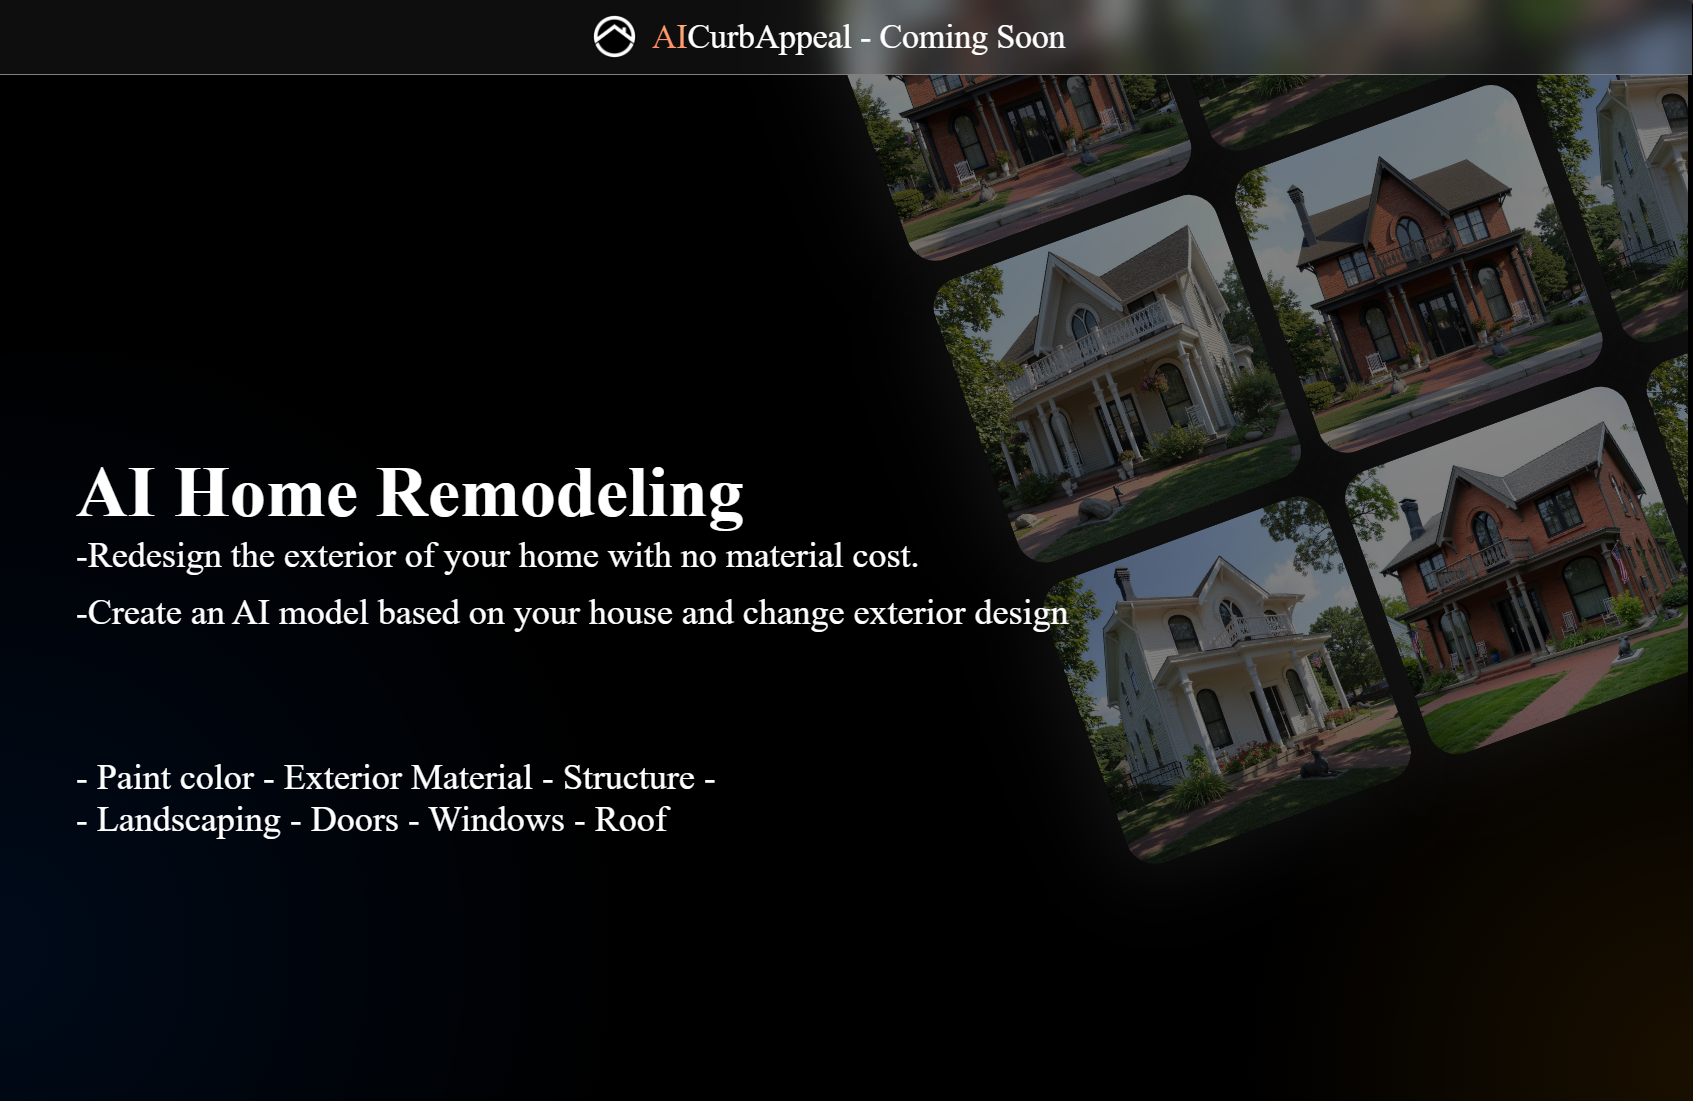 AICurbAppeal - Coming Soon
AI Home Remodeling
-Redesign the exterior of your home with no material cost.
-Create an AI model based on your house and change exterior design
- Paint color - Exterior Material - Structure -
- Landscaping - Doors - Windows - Roof